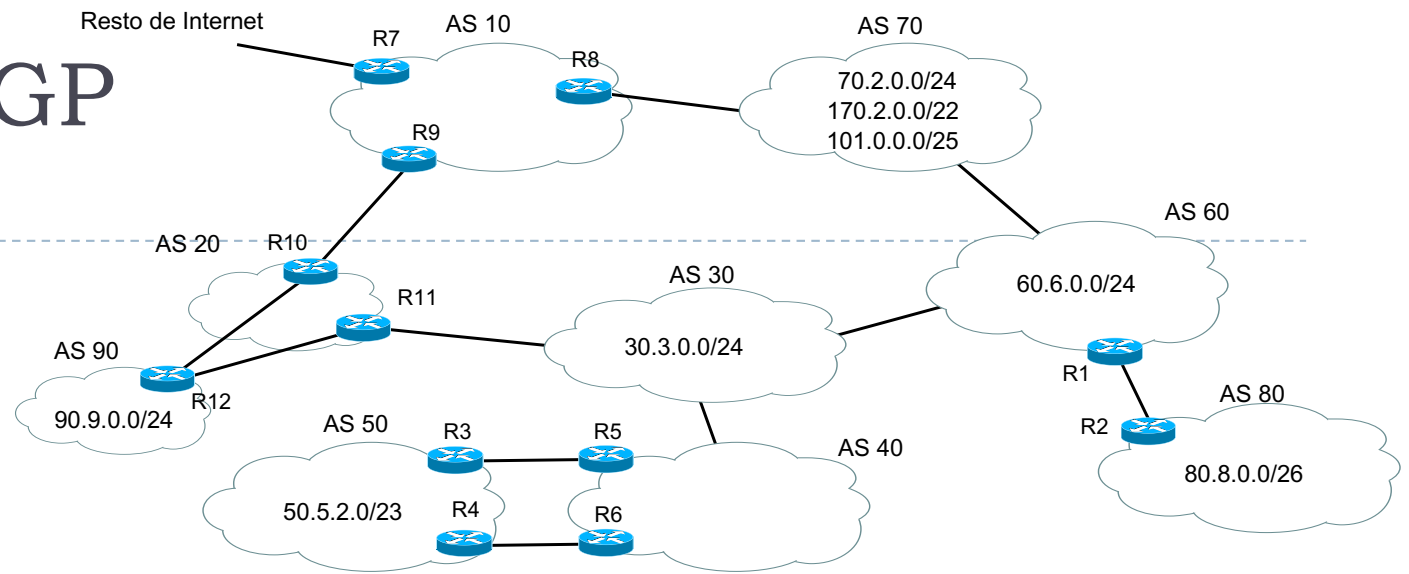 Resto de Internet
AS 10
AS 70
R7
R8
GP
70.2.0.0/24
170.2.0.0/22
101.0.0.0/25
R9
AS 60
AS 20
R10
AS 30
60.6.0.0/24
R11
30.3.0.0/24
AS 90
R12
90.9.0.0/24
R1
AS 80
R2
AS 50
R3
R5
AS 40
80.8.0.0/26
50.5.2.0/23
R4
R6